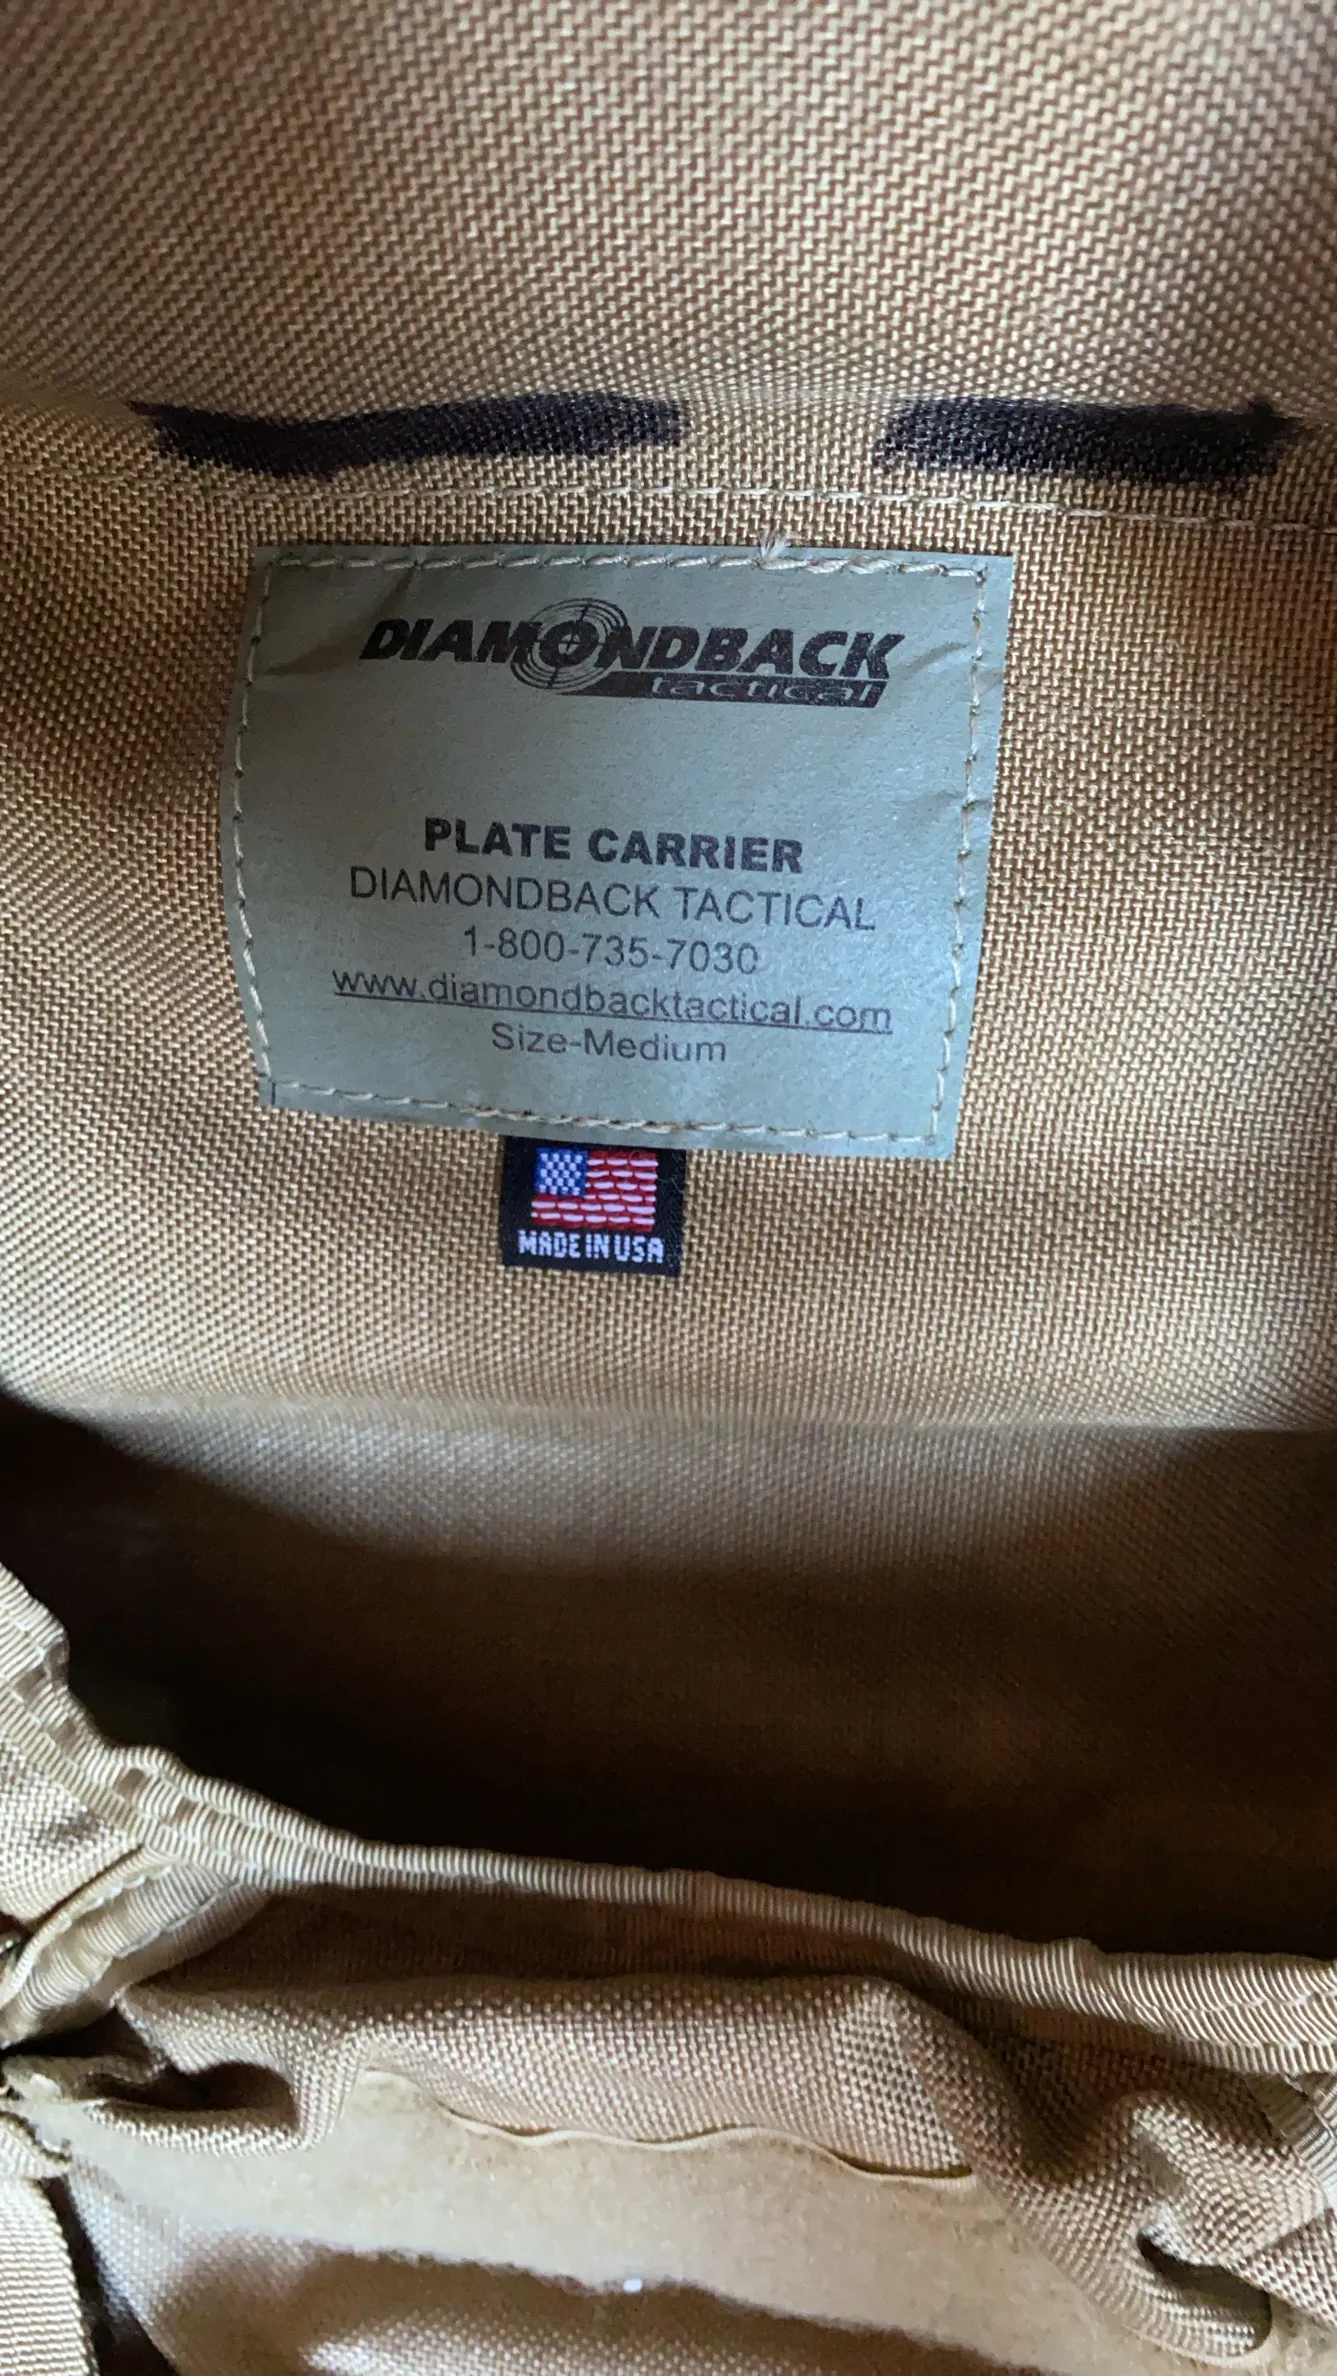 DIAMONDBACK
tactical
PLATE CARRIER
DIAMONDBACK TACTICAL
1-800-735-7030
www.diamondbacktactical.com
Size-Medium
MADE IN USA